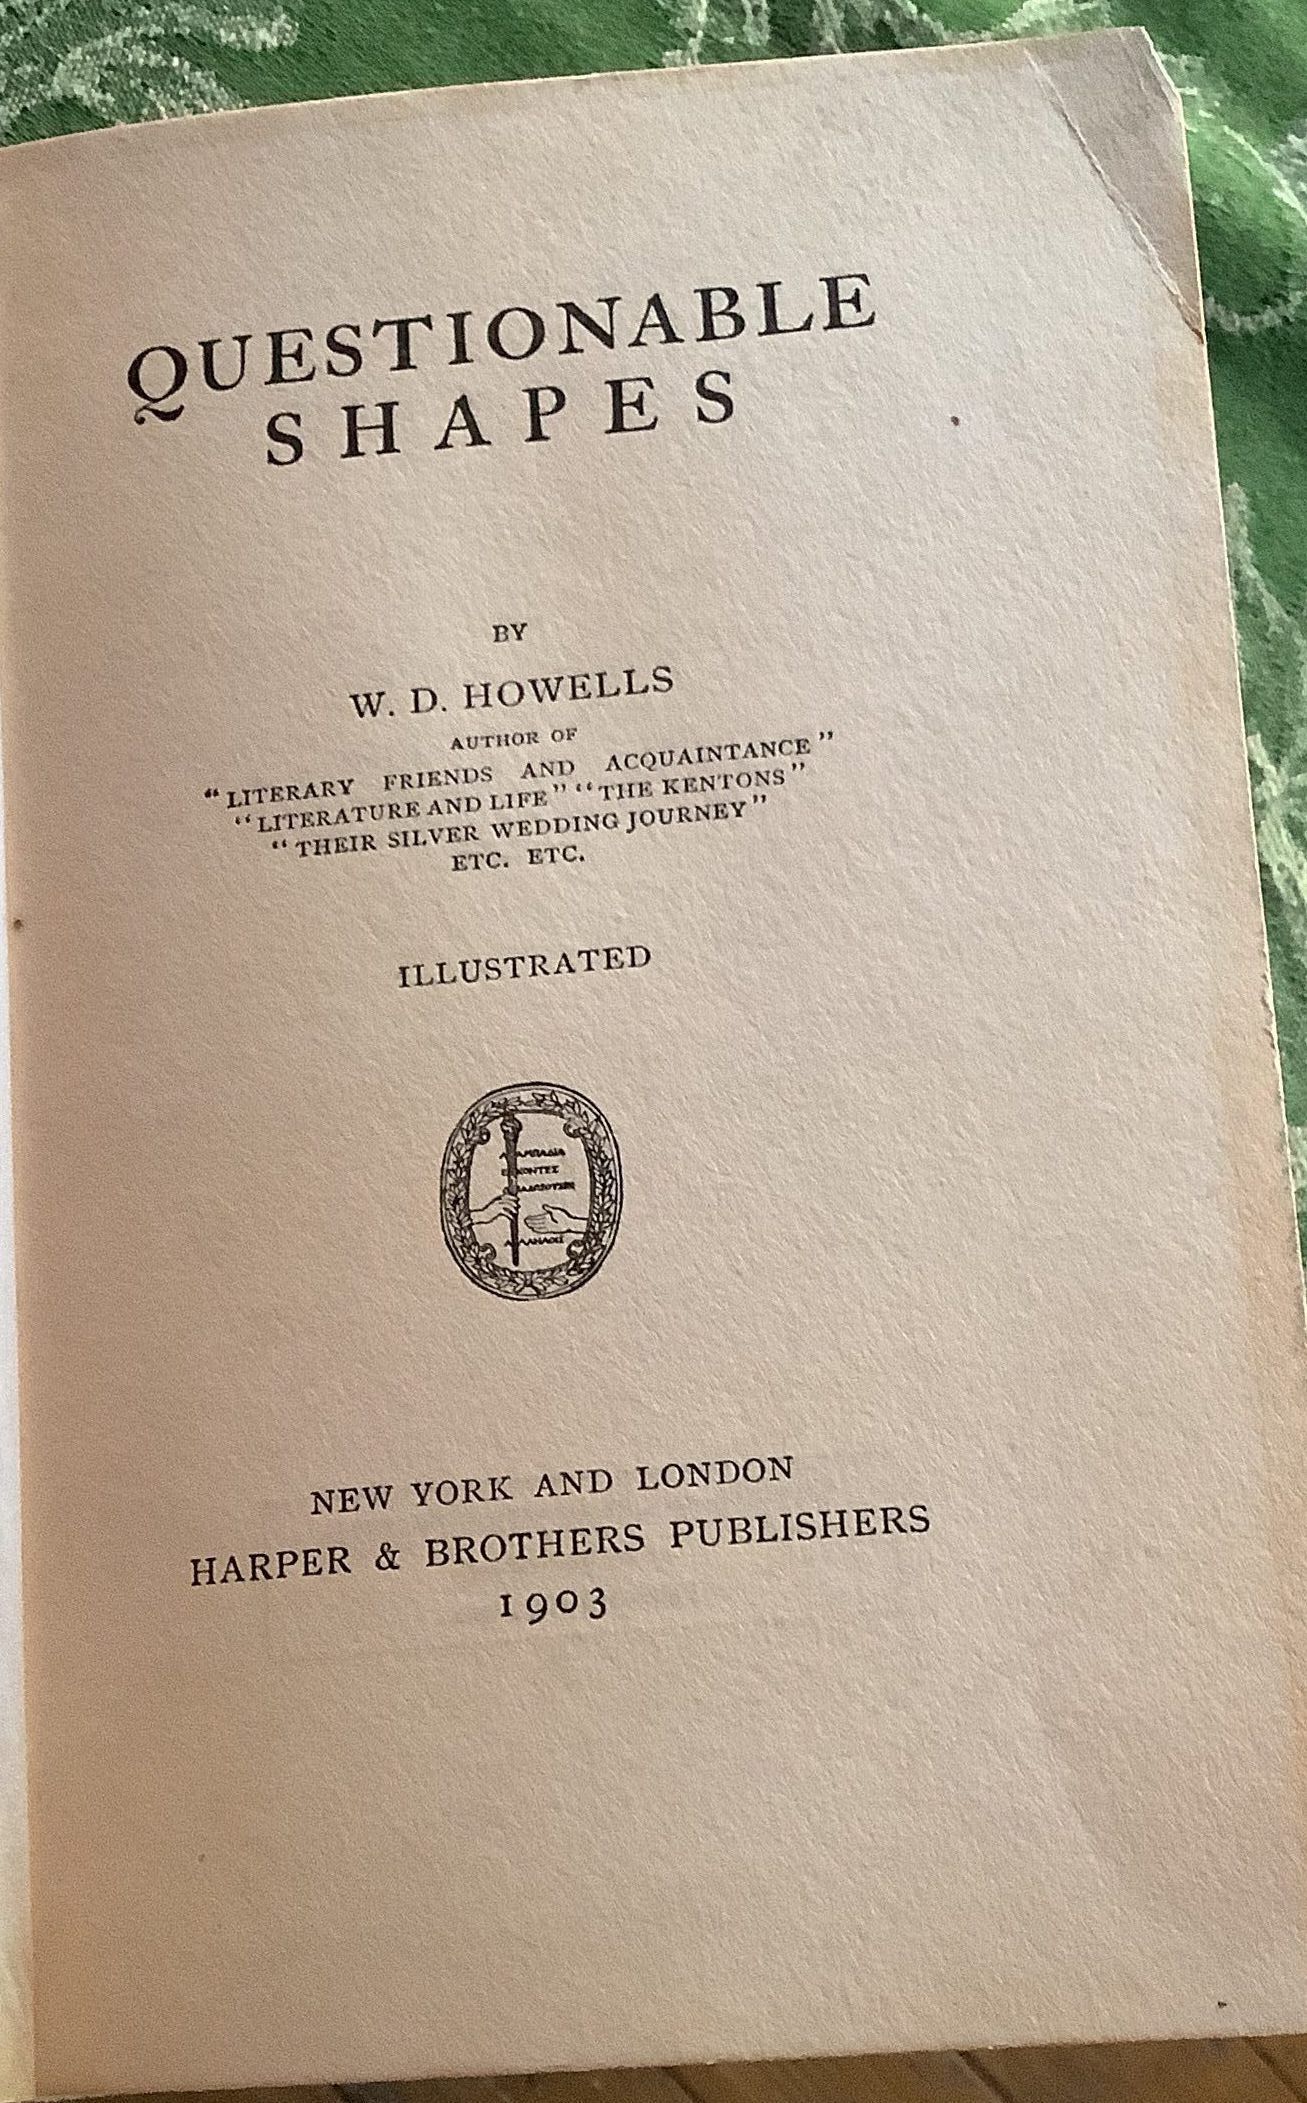 QUESTIONABLE
SHAPES
BY
W. D. HOWELLS
AUTHOR OF
"LITERARY FRIENDS AND ACQUAINTANCE"
"LITERATURE AND LIFE" "THE KENTONS"
"THEIR SILVER WEDDING JOURNEY"
ETC. ETC.
ILLUSTRATED
NEW YORK AND LONDON
HARPER & BROTHERS PUBLISHERS
1903